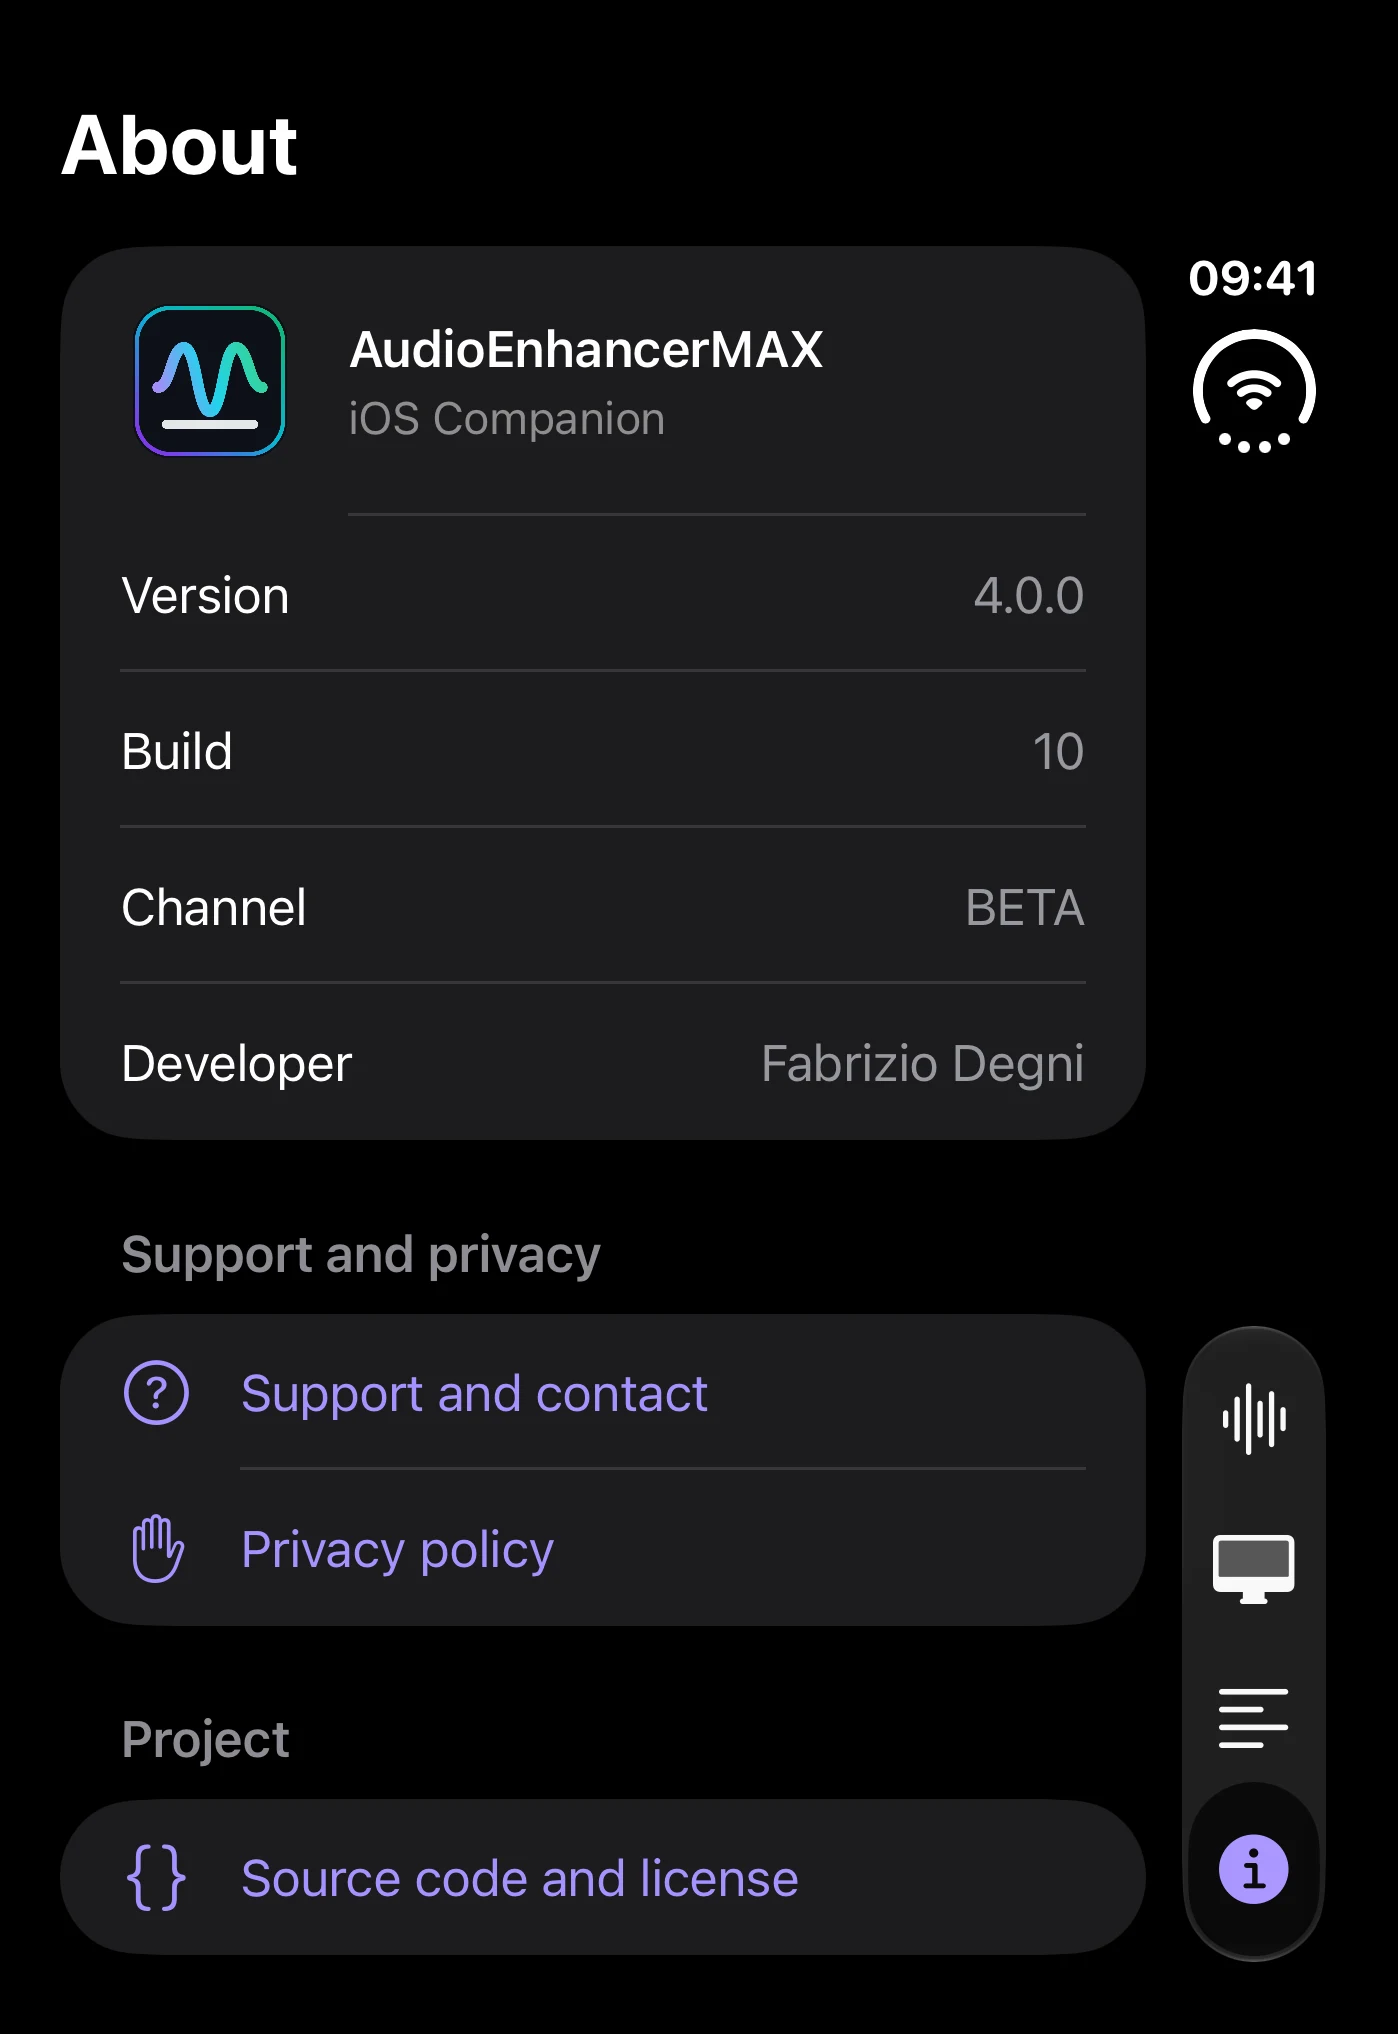 About
09:41
AudioEnhancerMAX
iOS Companion
Version 4.0.0
Build 10
Channel BETA
Developer Fabrizio Degni
Support and privacy
Support and contact
Privacy policy
Project
Source code and license